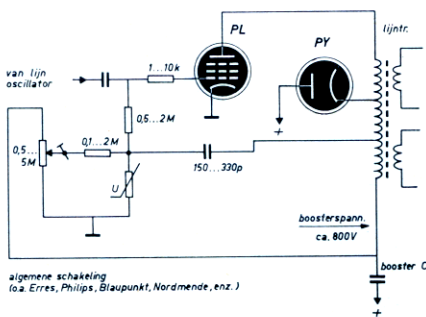 PL
lijntr.
PY
1...10k
van lijn
oscillator
+
0,5...2M
0,5...
5M
0,1...2M
U
150...330p
boosterspann.
ca. 800V
booster C
algemene schakeling
(o.a. Erres, Philips, Blaupunkt, Nordmende, enz.)
+